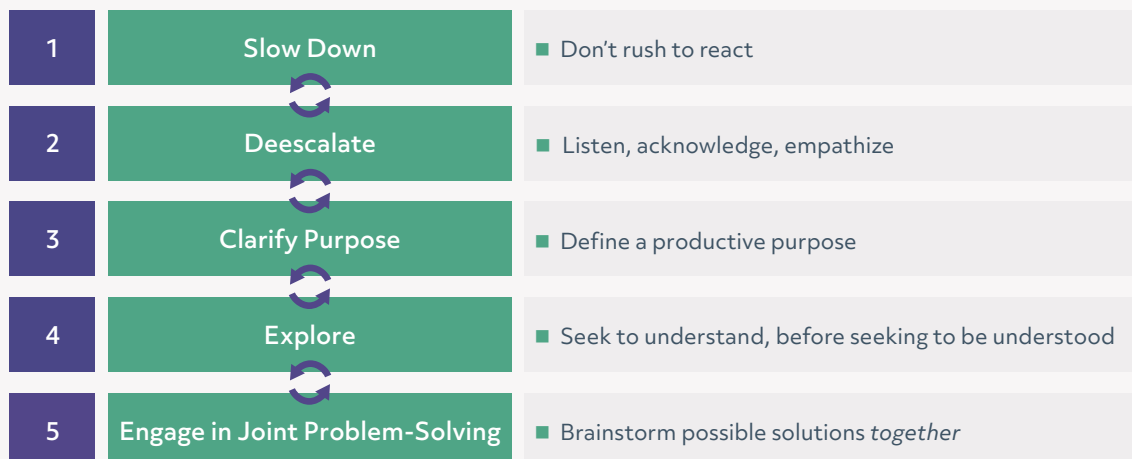 1
Slow Down
Don’t rush to react
2
Deescalate
Listen, acknowledge, empathize
3
Clarify Purpose
Define a productive purpose
4
Explore
Seek to understand, before seeking to be understood
5
Engage in Joint Problem-Solving
Brainstorm possible solutions together